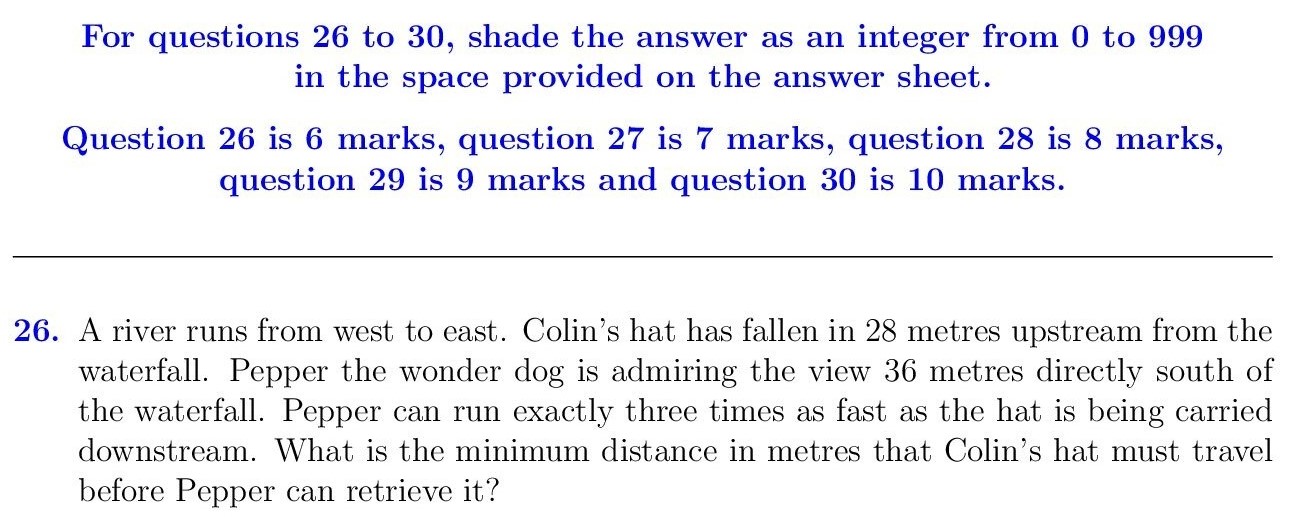 For questions 26 to 30, shade the answer as an integer from 0 to 999
in the space provided on the answer sheet.
Question 26 is 6 marks, question 27 is 7 marks, question 28 is 8 marks,
question 29 is 9 marks and question 30 is 10 marks.
26. A river runs from west to east. Colin's hat has fallen in 28 metres upstream from the
waterfall. Pepper the wonder dog is admiring the view 36 metres directly south of
the waterfall. Pepper can run exactly three times as fast as the hat is being carried
downstream. What is the minimum distance in metres that Colin's hat must travel
before Pepper can retrieve it?